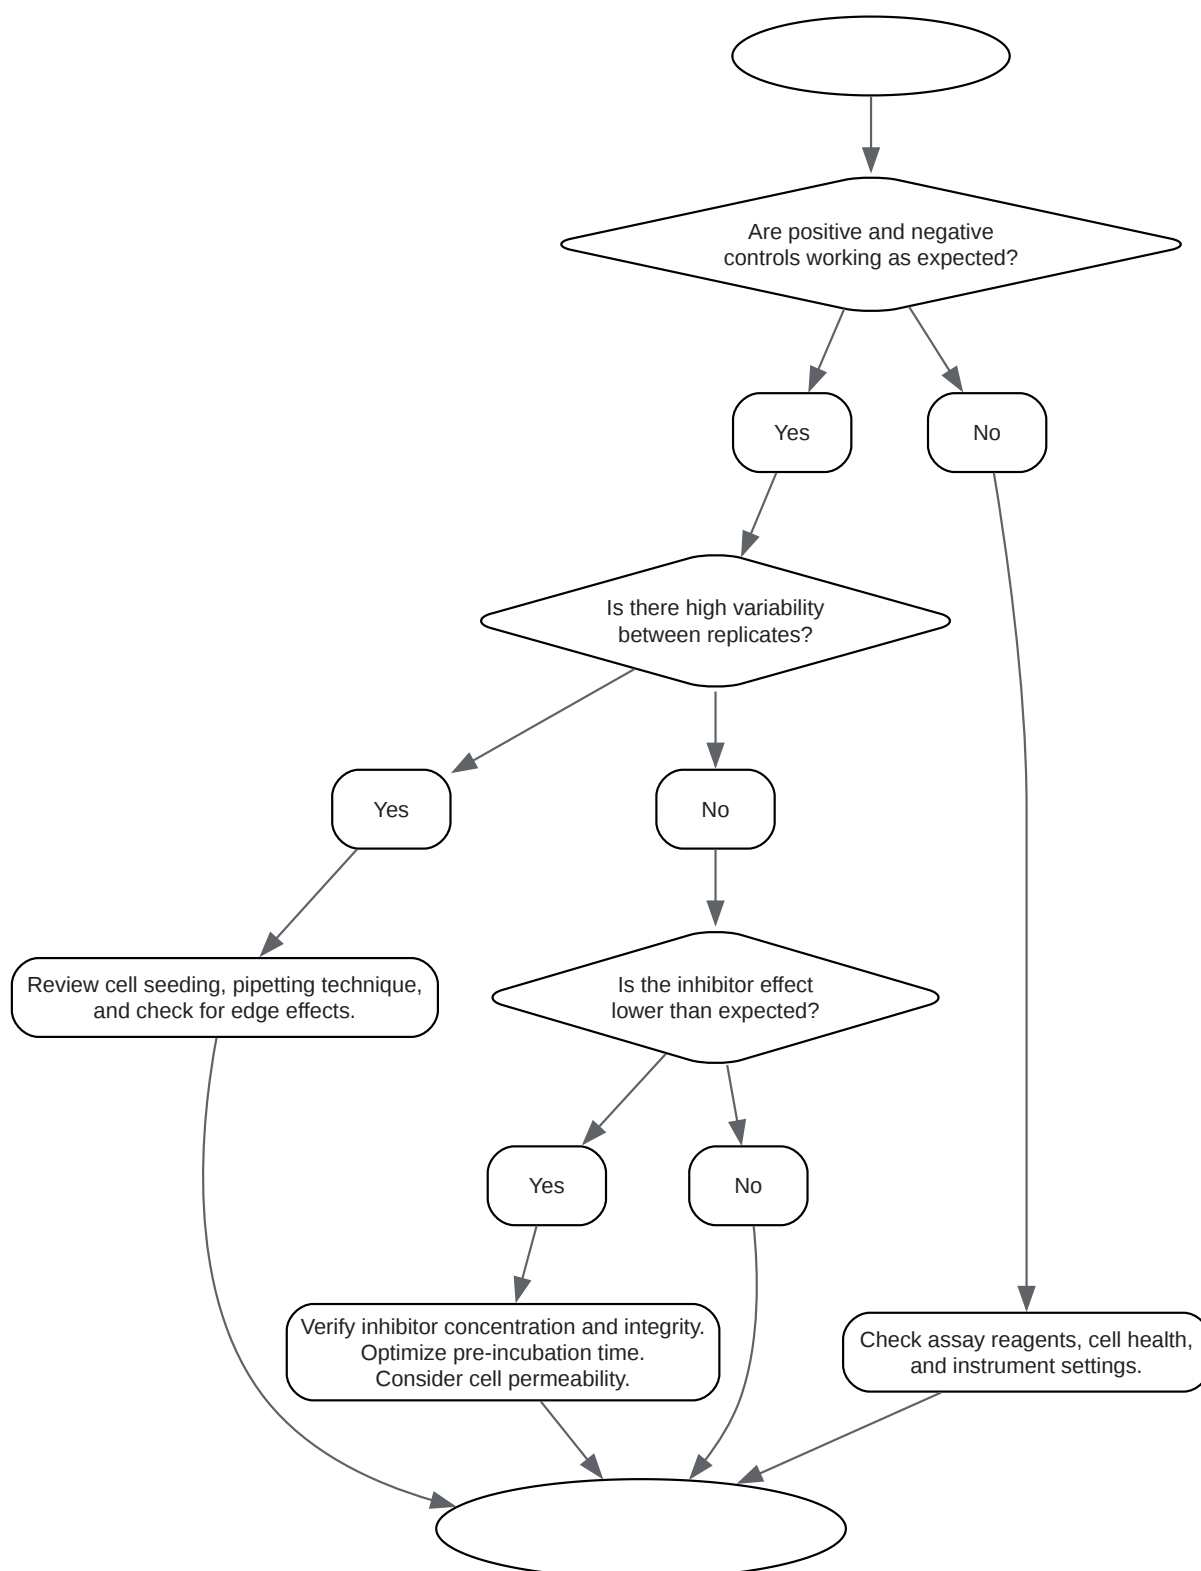 Are positive and negative
controls working as expected?
Yes
No
Is there high variability
between replicates?
Yes
No
Review cell seeding, pipetting technique,
and check for edge effects.
Is the inhibitor effect
lower than expected?
Yes
No
Verify inhibitor concentration and integrity.
Optimize pre-incubation time.
Consider cell permeability.
Check assay reagents, cell health,
and instrument settings.